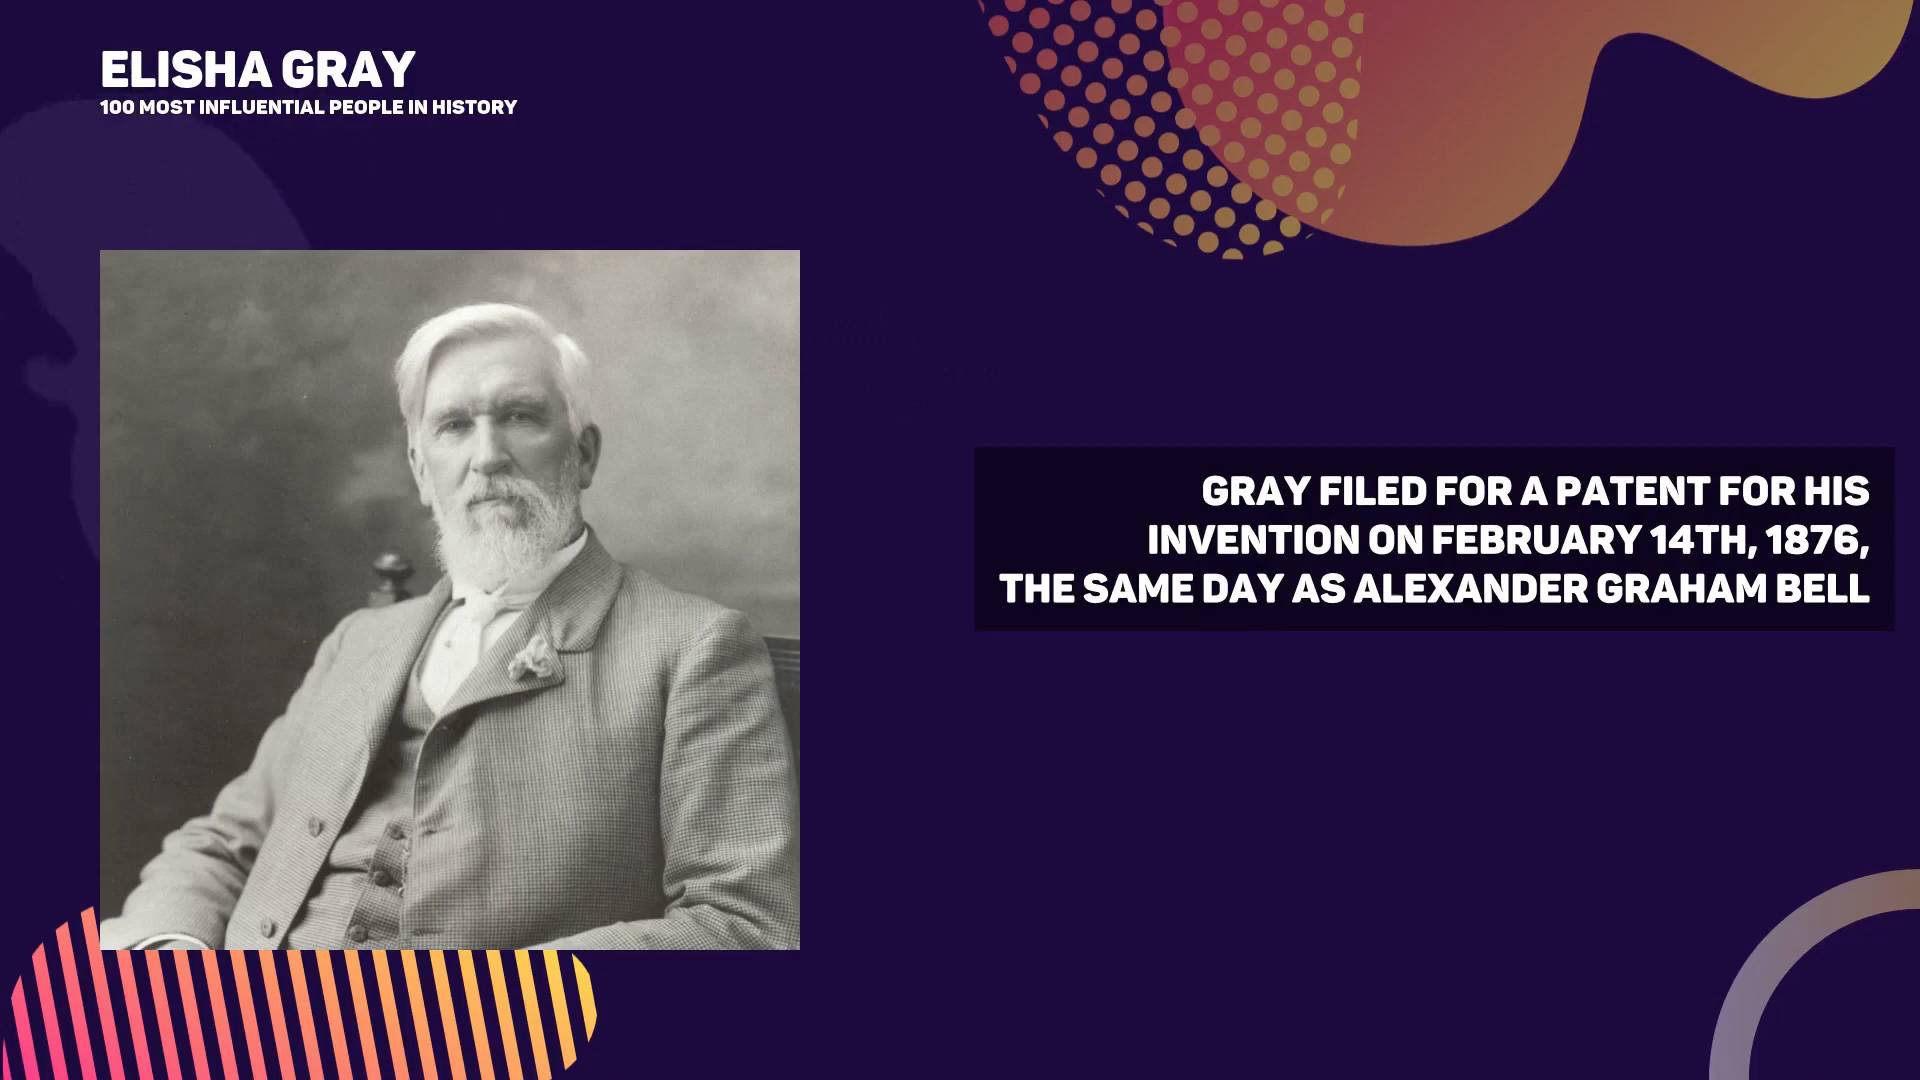 ELISHA GRAY
100 MOST INFLUENTIAL PEOPLE IN HISTORY
GRAY FILED FOR A PATENT FOR HIS
INVENTION ON FEBRUARY 14TH, 1876,
THE SAME DAY AS ALEXANDER GRAHAM BELL